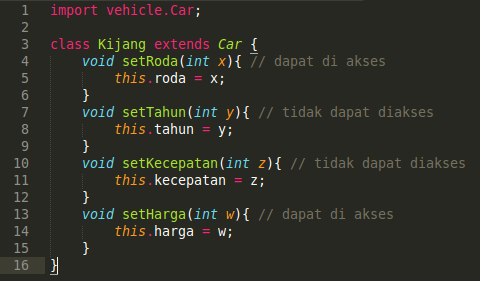 1 import vehicle.Car;
2
3 class Kijang extends Car {
4     void setRoda(int x){ // dapat di akses
5         this.roda = x;
6     }
7     void setTahun(int y){ // tidak dapat diakses
8         this.tahun = y;
9     }
10     void setKecepatan(int z){ // tidak dapat diakses
11         this.kecepatan = z;
12     }
13     void setHarga(int w){ // dapat di akses
14         this.harga = w;
15     }
16 }